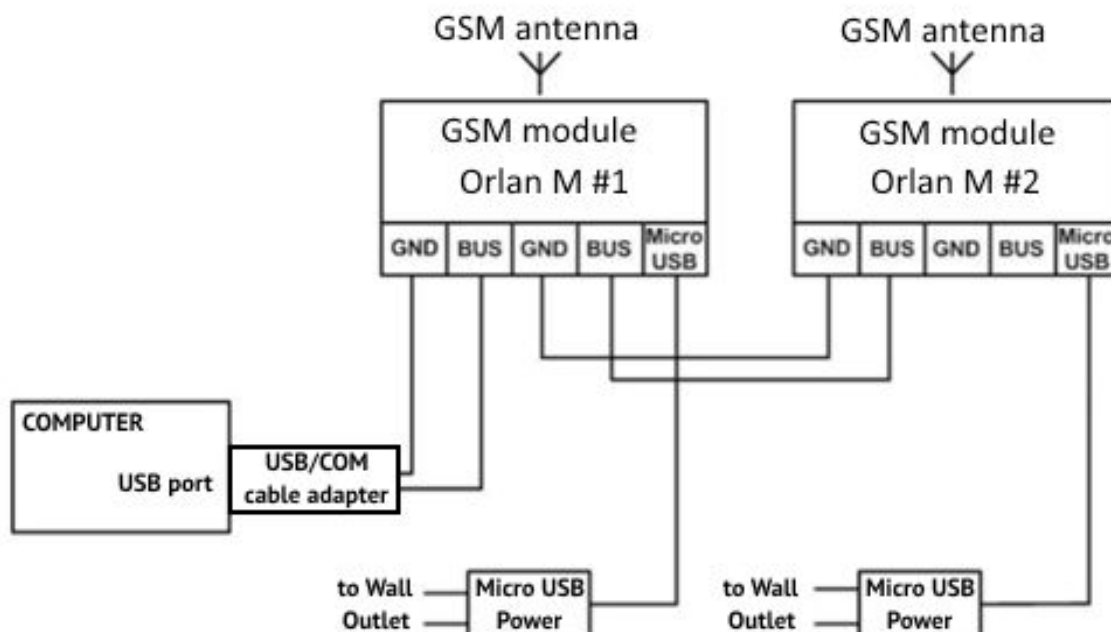 GSM antenna
GSM antenna
GSM module
Orlan M #1
GSM module
Orlan M #2
GND BUS GND BUS Micro USB
GND BUS GND BUS Micro USB
COMPUTER
USB port
USB/COM
cable adapter
to Wall
Outlet
Micro USB
Power
to Wall
Outlet
Micro USB
Power